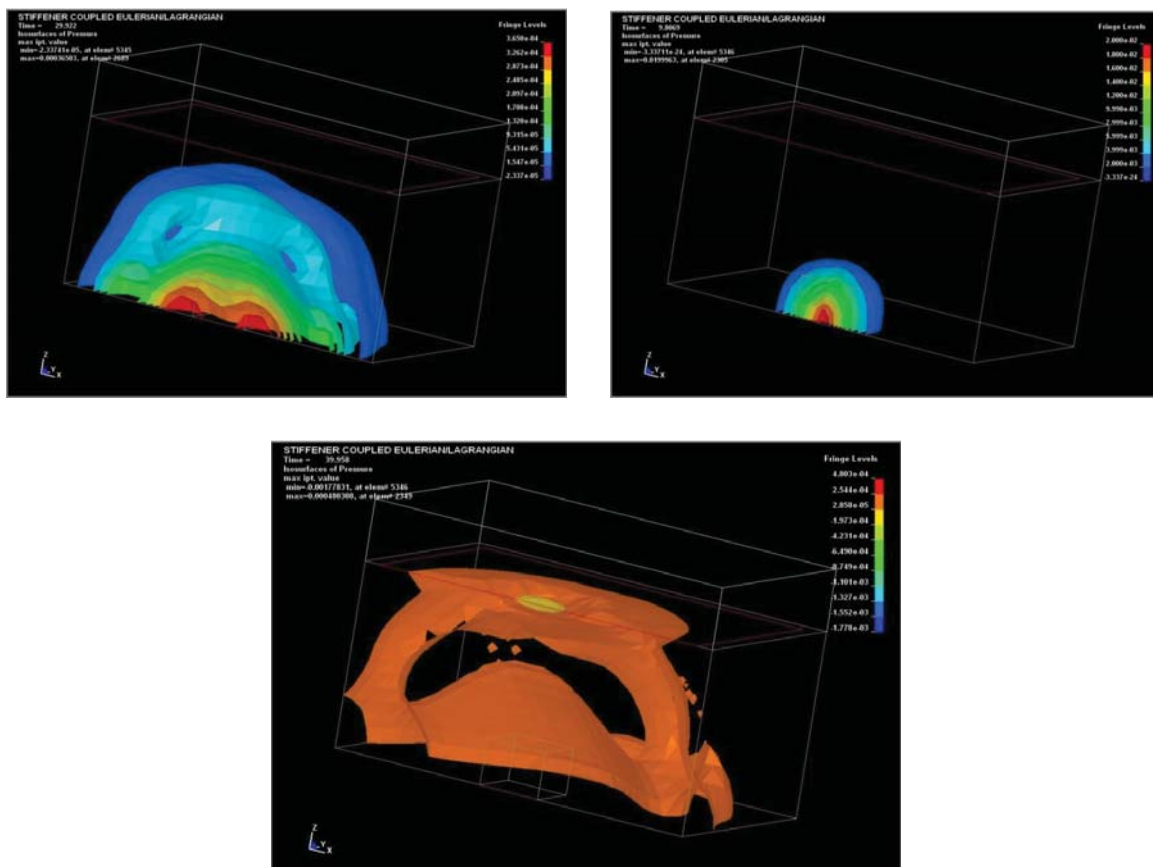 STIFFENER COUPLED EULERIAN/LAGRANGIAN
Time = 29.922
Isosurfaces of Pressure
max ipt. value
min=-2.33741e-05, at elem# 5345
max=0.00036503, at elem# 2689
Fringe Levels
3.650e-04
3.262e-04
2.873e-04
2.485e-04
2.097e-04
1.708e-04
1.320e-04
9.315e-05
5.431e-05
1.547e-05
-2.337e-05
Z
Y
X
STIFFENER COUPLED EULERIAN/LAGRANGIAN
Time = 9.8069
Isosurfaces of Pressure
max ipt. value
min=-3.33711e-24, at elem# 5346
max=0.0199963, at elem# 2305
Fringe Levels
2.000e-02
1.800e-02
1.600e-02
1.400e-02
1.200e-02
9.998e-03
7.999e-03
5.999e-03
3.999e-03
2.000e-03
-3.337e-24
Z
Y
X
STIFFENER COUPLED EULERIAN/LAGRANGIAN
Time = 39.958
Isosurfaces of Pressure
max ipt. value
min=-0.00177831, at elem# 5346
max=0.000480300, at elem# 2349
Fringe Levels
4.803e-04
2.544e-04
2.858e-05
-1.973e-04
-4.231e-04
-6.490e-04
-8.749e-04
-1.101e-03
-1.327e-03
-1.552e-03
-1.778e-03
Z
Y
X